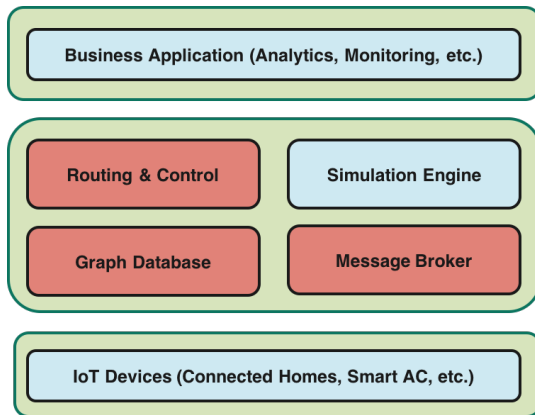 Business Application (Analytics, Monitoring, etc.)
Routing & Control
Simulation Engine
Graph Database
Message Broker
IoT Devices (Connected Homes, Smart AC, etc.)